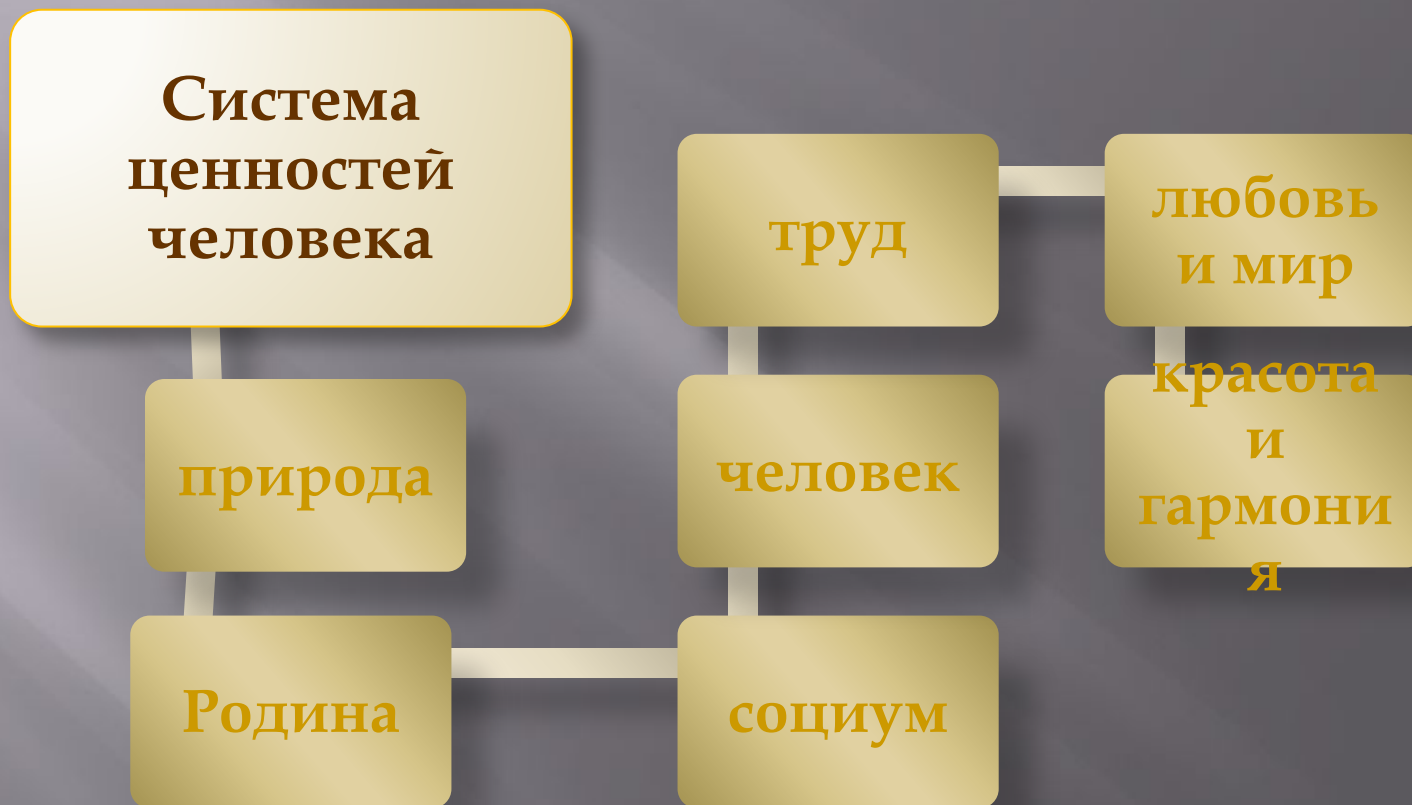 Система
ценностей
человека
природа
Родина
социум
человек
труд
любовь
и мир
красота
и
гармони
я